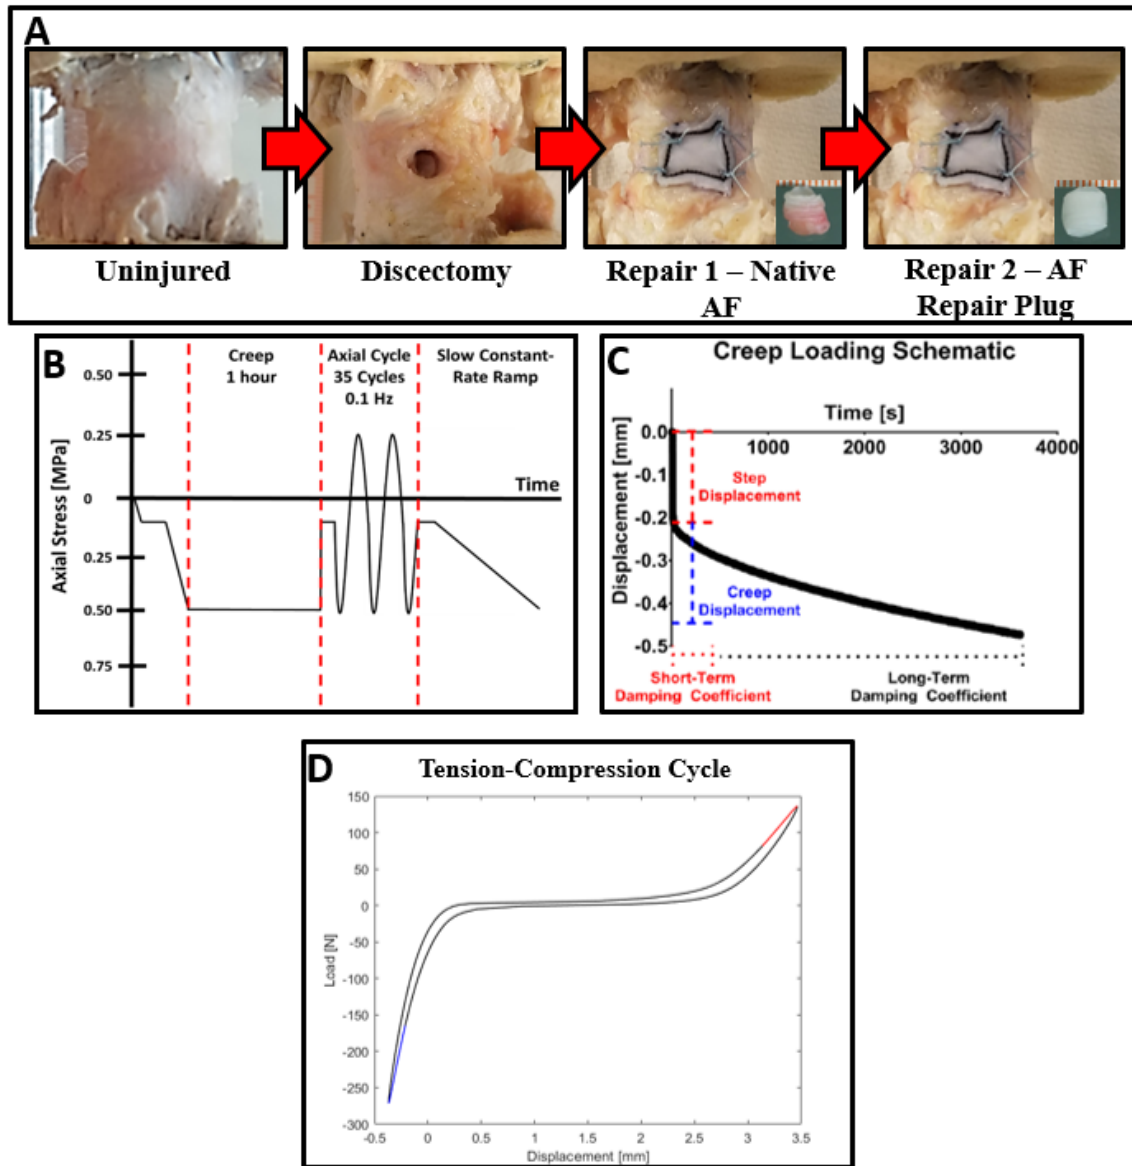 A
Uninjured
Discectomy
Repair 1 – Native
AF
Repair 2 – AF
Repair Plug
B
Creep
1 hour
Axial Cycle
35 Cycles
0.1 Hz
Slow Constant-
Rate Ramp
Axial Stress [MPa]
0.50
0.25
0
0.25
0.50
0.75
Time
C
Creep Loading Schematic
Time [s]
1000
2000
3000
4000
Displacement [mm]
0.0
-0.1
-0.2
-0.3
-0.4
-0.5
Step
Displacement
Creep
Displacement
Short-Term
Damping Coefficient
Long-Term
Damping Coefficient
D
Tension-Compression Cycle
Load [N]
150
100
50
0
-50
-100
-150
-200
-250
-300
-0.5
0
0.5
1
1.5
2
2.5
3
3.5
Displacement [mm]